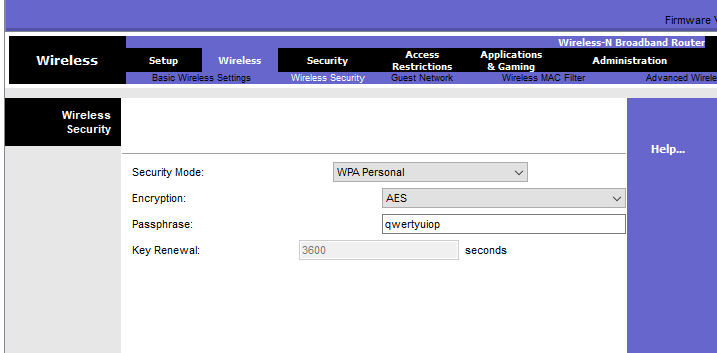 Firmware
Wireless-N Broadband Router
Wireless
Setup Wireless Security Access Restrictions Applications & Gaming Administration
Basic Wireless Settings Wireless Security Guest Network Wireless MAC Filter Advanced
Wireless
Security
Help...
Security Mode: WPA Personal
Encryption: AES
Passphrase: qwertyuiop
Key Renewal: 3600 seconds